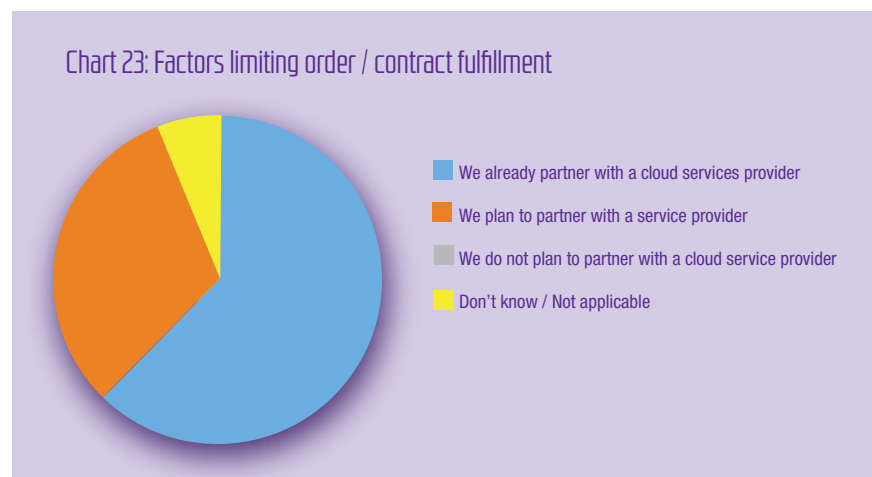 Chart 23: Factors limiting order / contract fulfillment
We already partner with a cloud services provider
We plan to partner with a service provider
We do not plan to partner with a cloud service provider
Don’t know / Not applicable